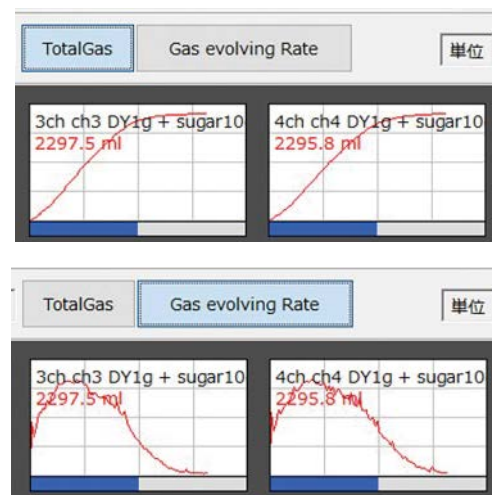 TotalGas Gas evolving Rate 単位
3ch ch3 DY1g + sugar10 4ch ch4 DY1g + sugar10
2297.5 ml 2295.8 ml
TotalGas Gas evolving Rate 単位
3ch ch3 DY1g + sugar10 4ch ch4 DY1g + sugar10
2297.5 ml 2295.8 ml